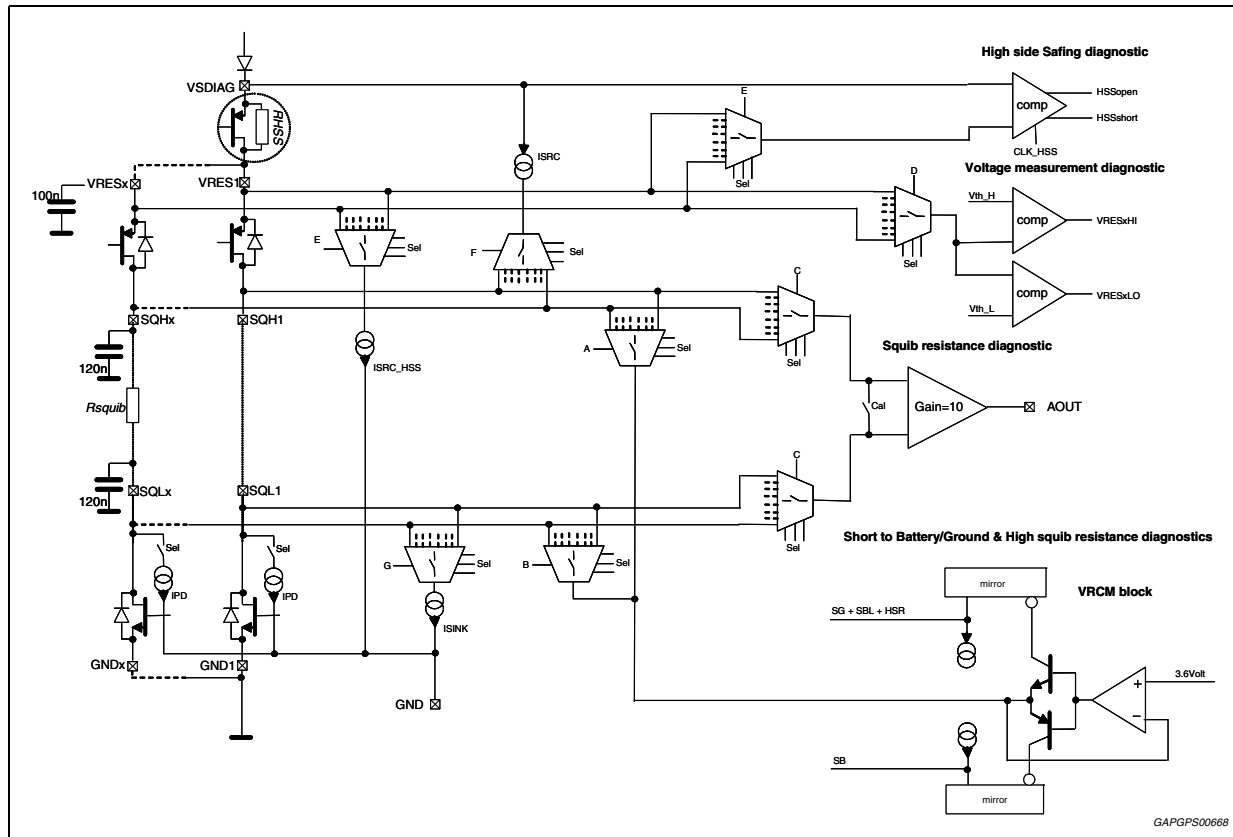 High side Safing diagnostic
VSDIAG
E
comp
HSSopen
HSSshort
RHSS
ISRC
CLK_HSS
Sel
Voltage measurement diagnostic
100n
VRESx
VRES1
D
Vth_H
comp
VRESxHI
E
Sel
F
Sel
Sel
comp
VRESxLO
Vth_L
C
SQHx
SQH1
A
Sel
Sel
Squib resistance diagnostic
120n
ISRC_HSS
Rsquib
Cal
Gain=10
AOUT
C
120n
SQLx
SQL1
Sel
Short to Battery/Ground & High squib resistance diagnostics
Sel
Sel
G
Sel
B
Sel
IPD
IPD
mirror
VRCM block
ISINK
SG + SBL + HSR
GNDx
GND1
GND
3.6Volt
+
-
SB
mirror
GAPGPS00668